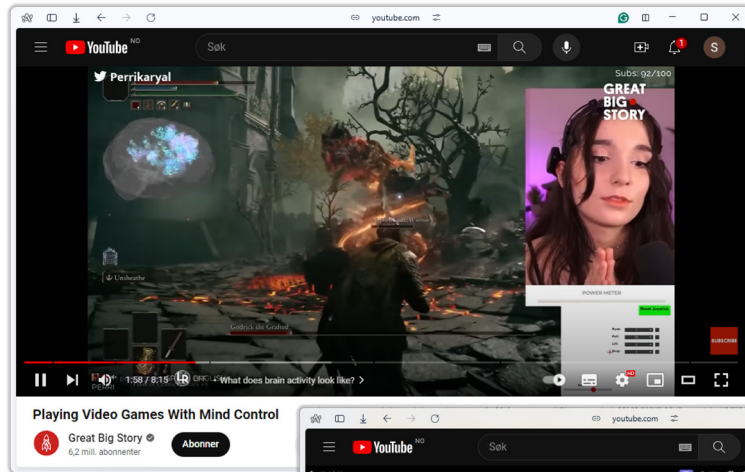 youtube.com
YouTube NO
Søk
1
S
Perrikaryal
Subs: 92/100
GREAT
BIG
STORY
Unsheathe
Godrick the Grafted
POWER METER
SUBSCRIBE
1:58 / 8:15
What does brain activity look like?
HD
Playing Video Games With Mind Control
Great Big Story
6,2 mill. abonnenter
Abonner
youtube.com
YouTube NO
Søk